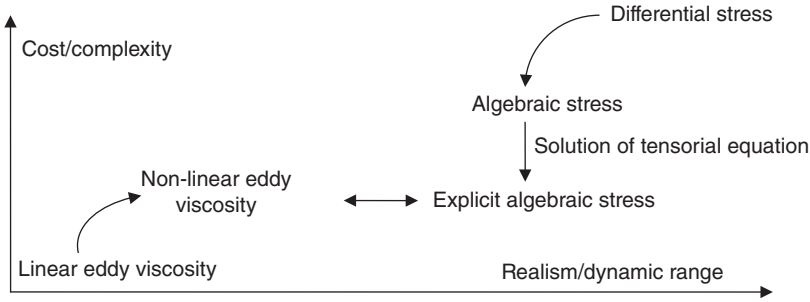 Differential stress
Cost/complexity
Algebraic stress
Solution of tensorial equation
Non-linear eddy
viscosity
Explicit algebraic stress
Linear eddy viscosity
Realism/dynamic range